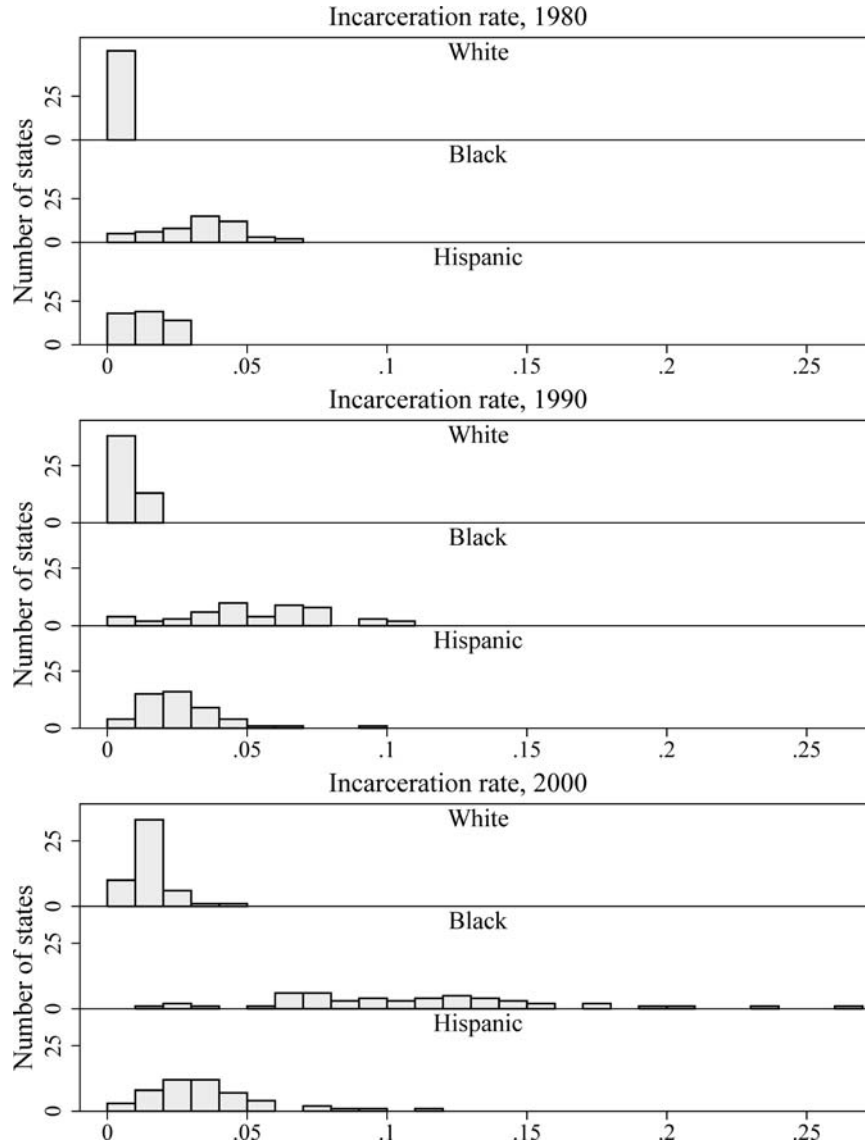 Incarceration rate, 1980
White
25
0
Black
25
0
Hispanic
25
0
Number of states
0 .05 .1 .15 .2 .25
Incarceration rate, 1990
White
25
0
Black
25
0
Hispanic
25
0
Number of states
0 .05 .1 .15 .2 .25
Incarceration rate, 2000
White
25
0
Black
25
0
Hispanic
25
0
Number of states
0 .05 .1 .15 .2 .25